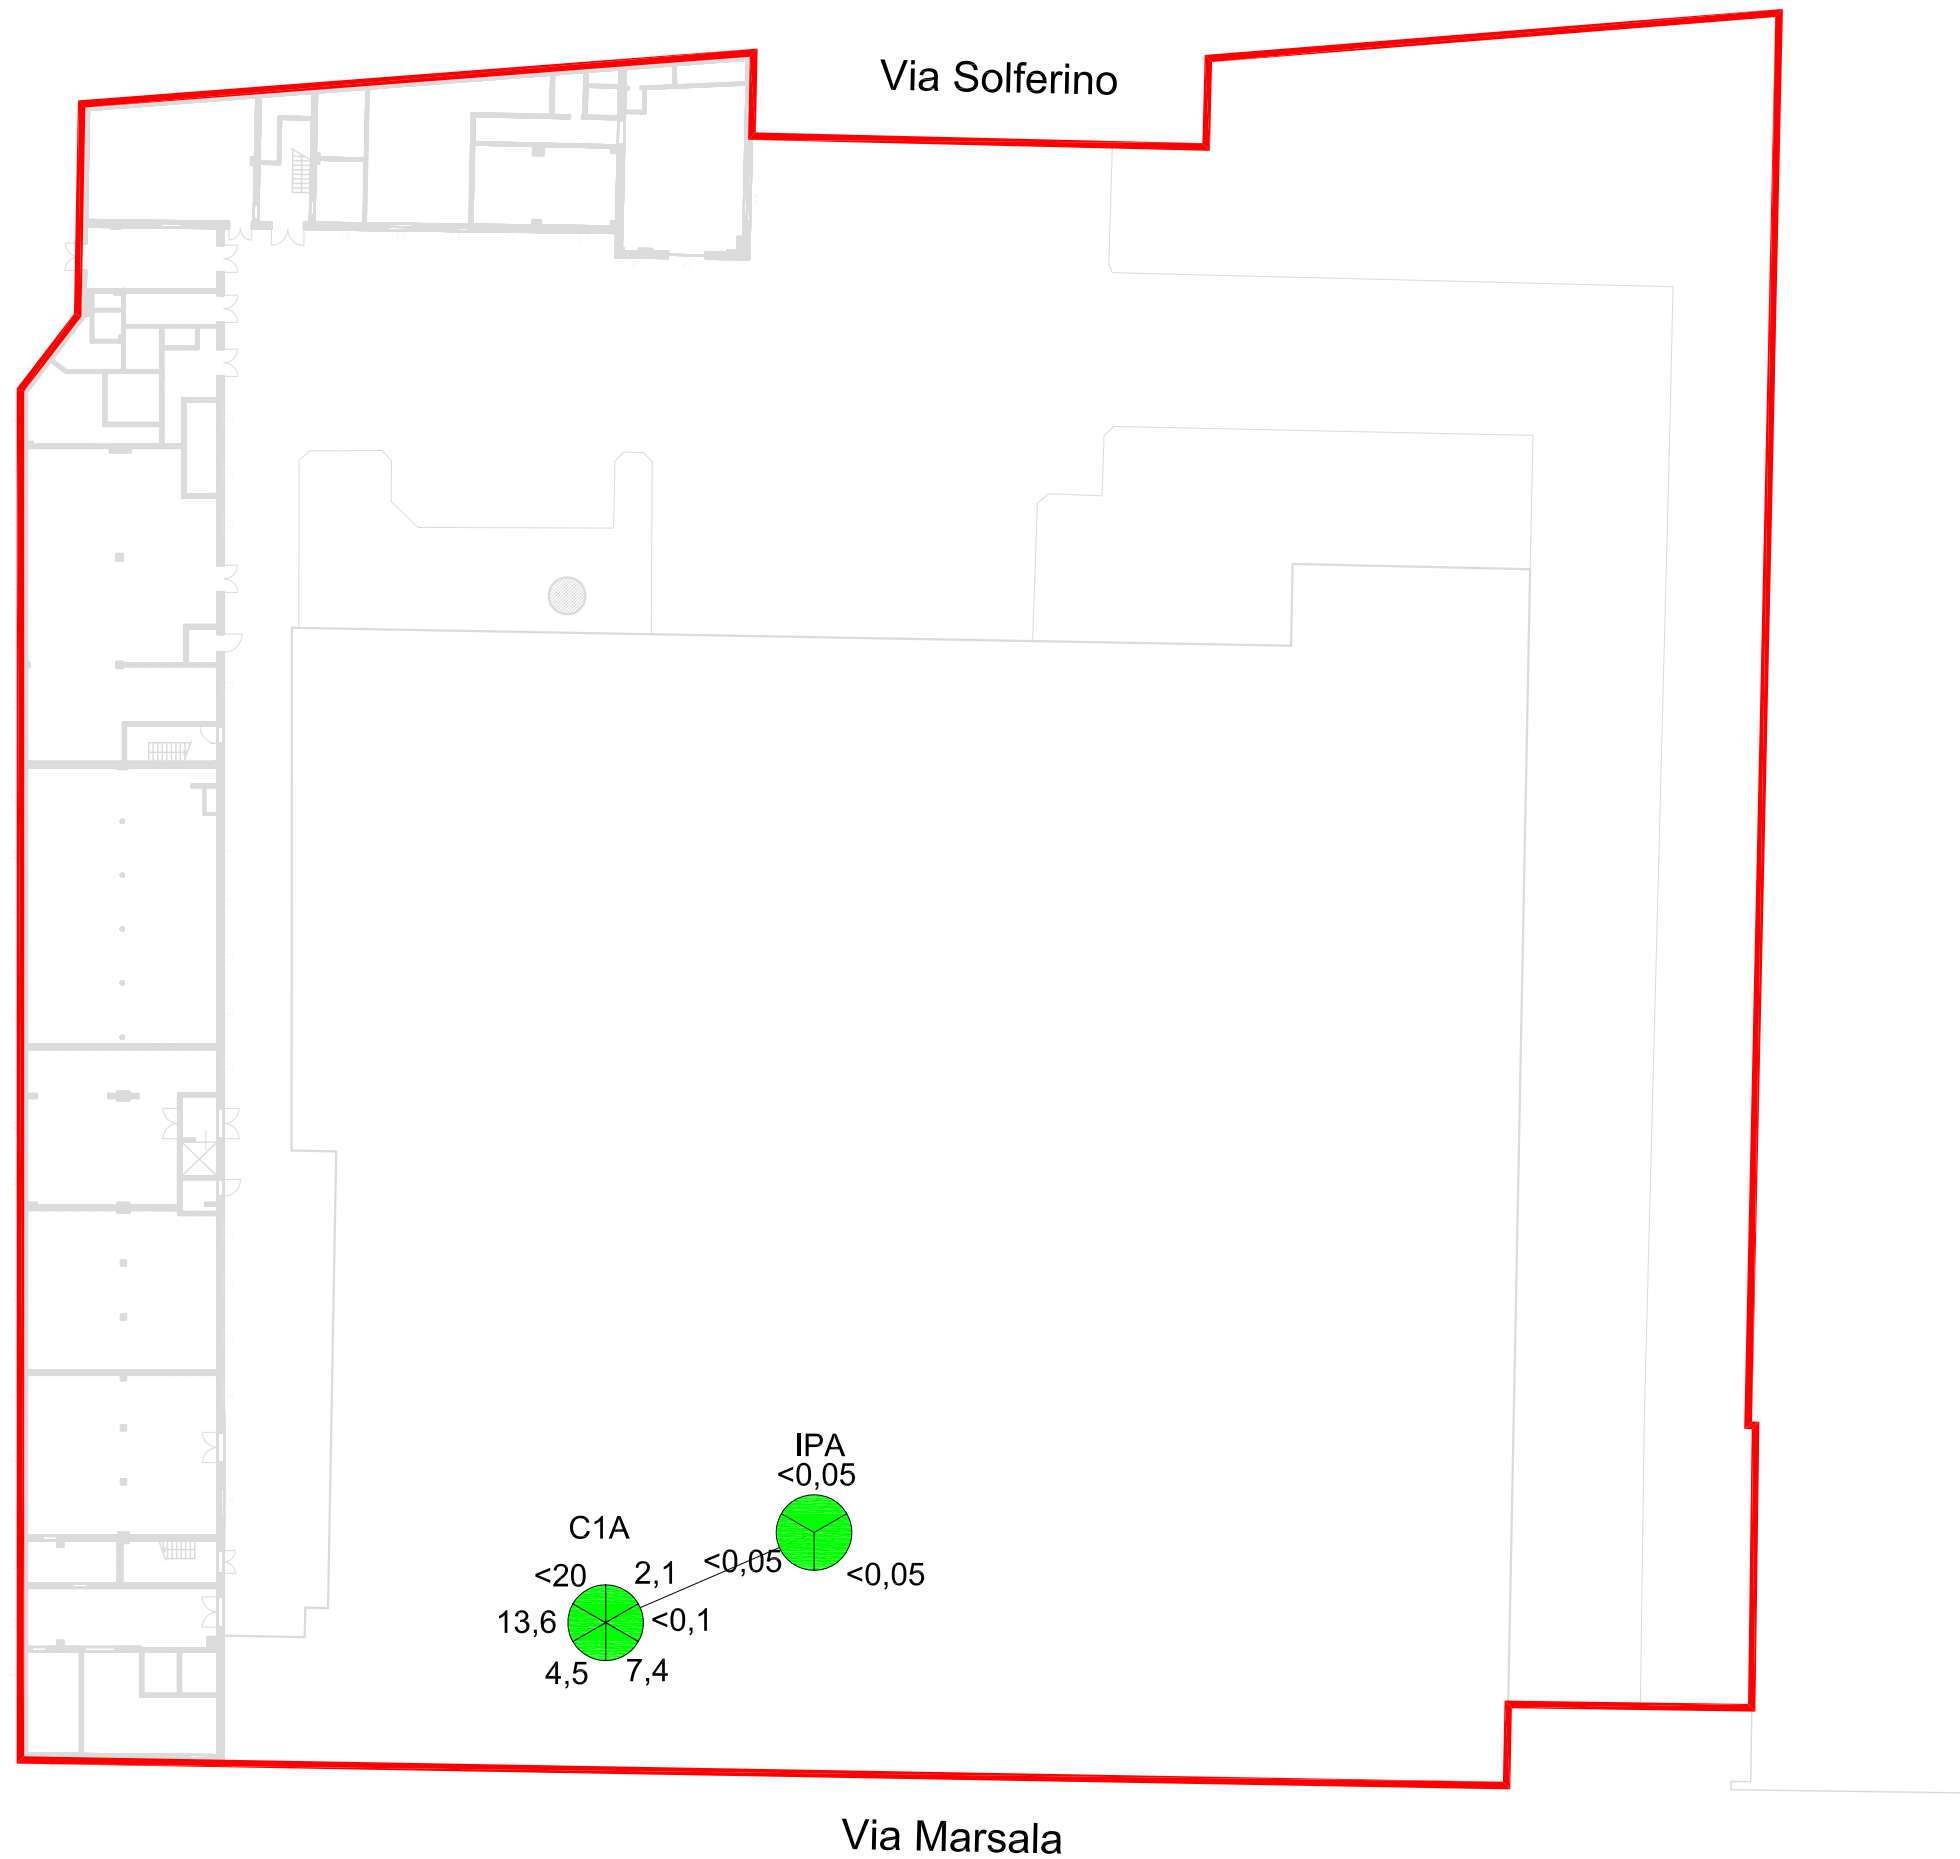 Via Solferino
IPA
<0,05
C1A
<20
2,1
<0,05
<0,05
13,6
<0,1
4,5
7,4
Via Marsala